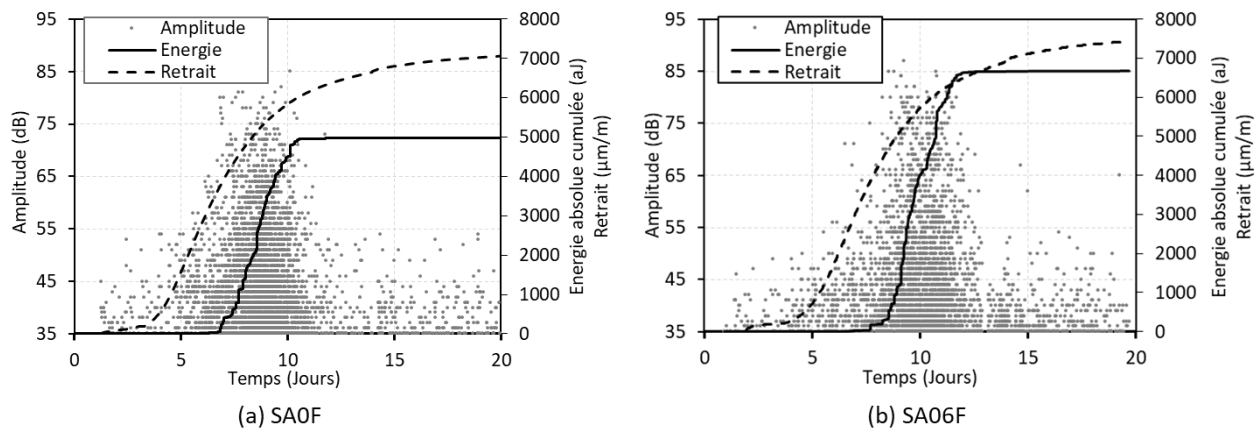 Amplitude
Energie
Retrait
95
85
75
65
55
45
35
Amplitude (dB)
8000
7000
6000
5000
4000
3000
2000
1000
0
Energie absolue cumulée (aJ)
Retrait (µm/m)
0 5 10 15 20
Temps (Jours)
(a) SA0F
Amplitude
Energie
Retrait
95
85
75
65
55
45
35
Amplitude (dB)
8000
7000
6000
5000
4000
3000
2000
1000
0
Energie absolue cumulée (aJ)
Retrait (µm/m)
0 5 10 15 20
Temps (Jours)
(b) SA06F